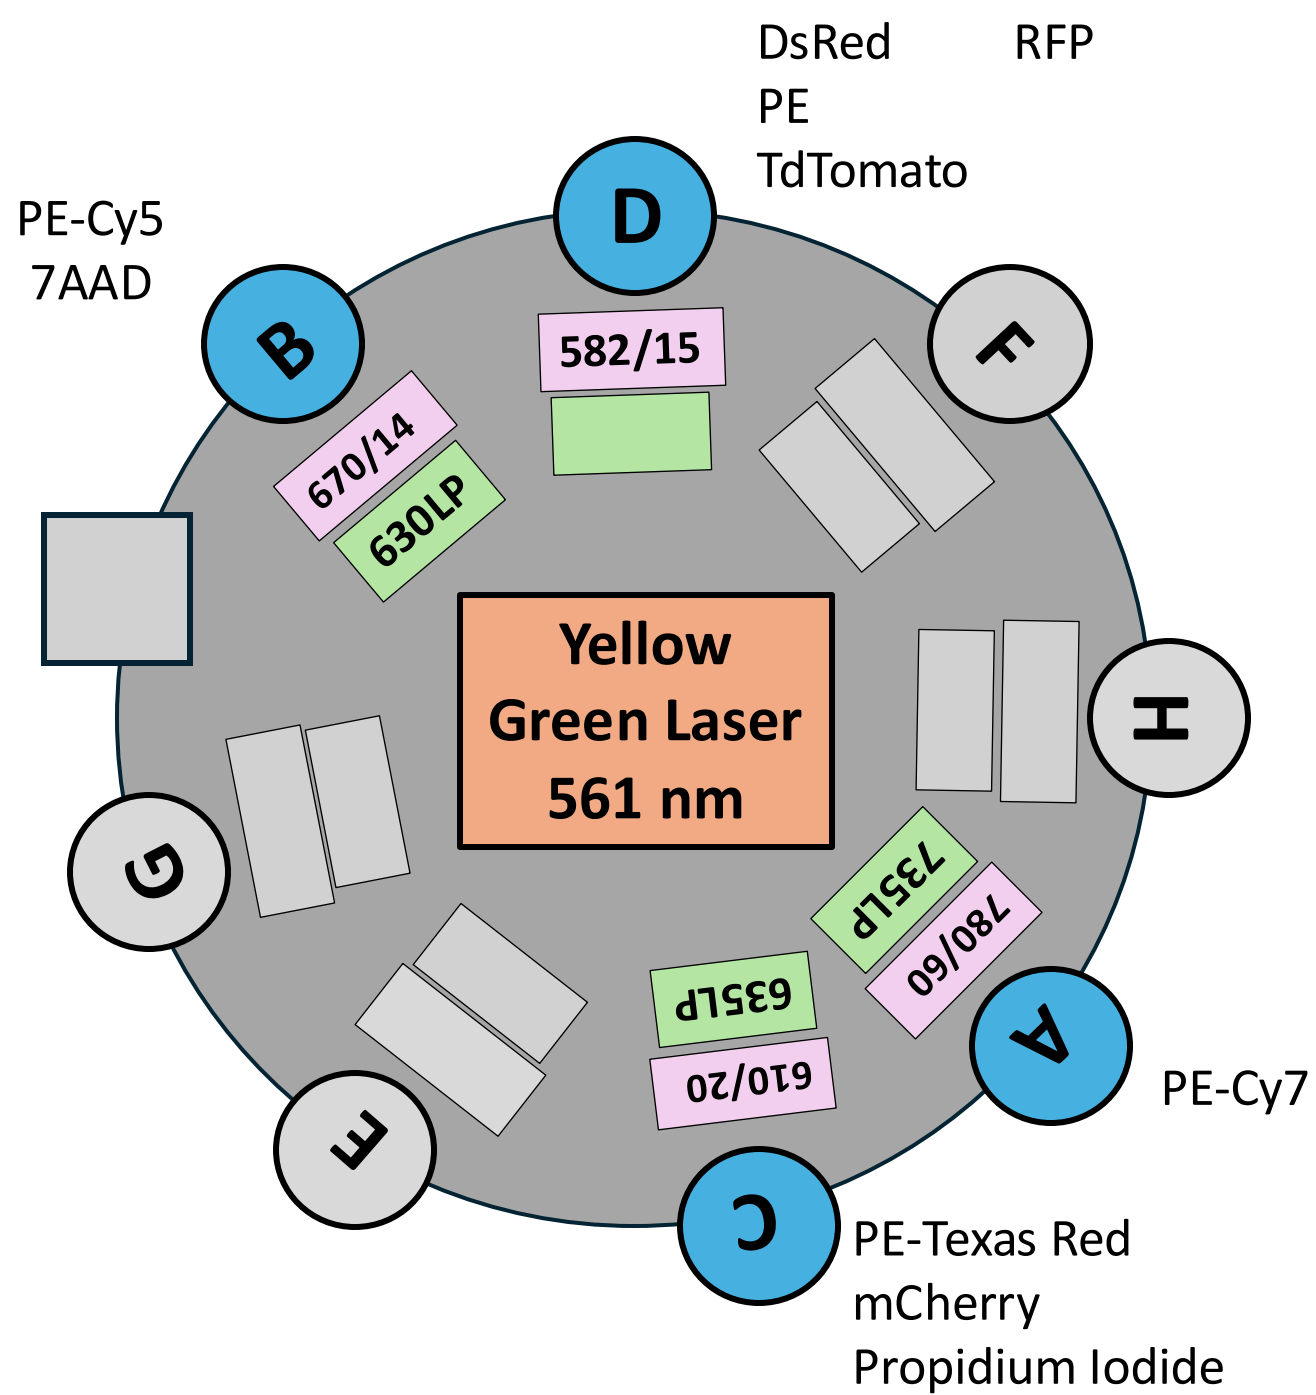 DsRed RFP
PE
TdTomato
PE-Cy5
7AAD
D
B
F
582/15
670/14
630LP
Yellow
Green Laser
561 nm
H
G
735LP
780/60
635LP
610/20
A
PE-Cy7
E
C
PE-Texas Red
mCherry
Propidium Iodide